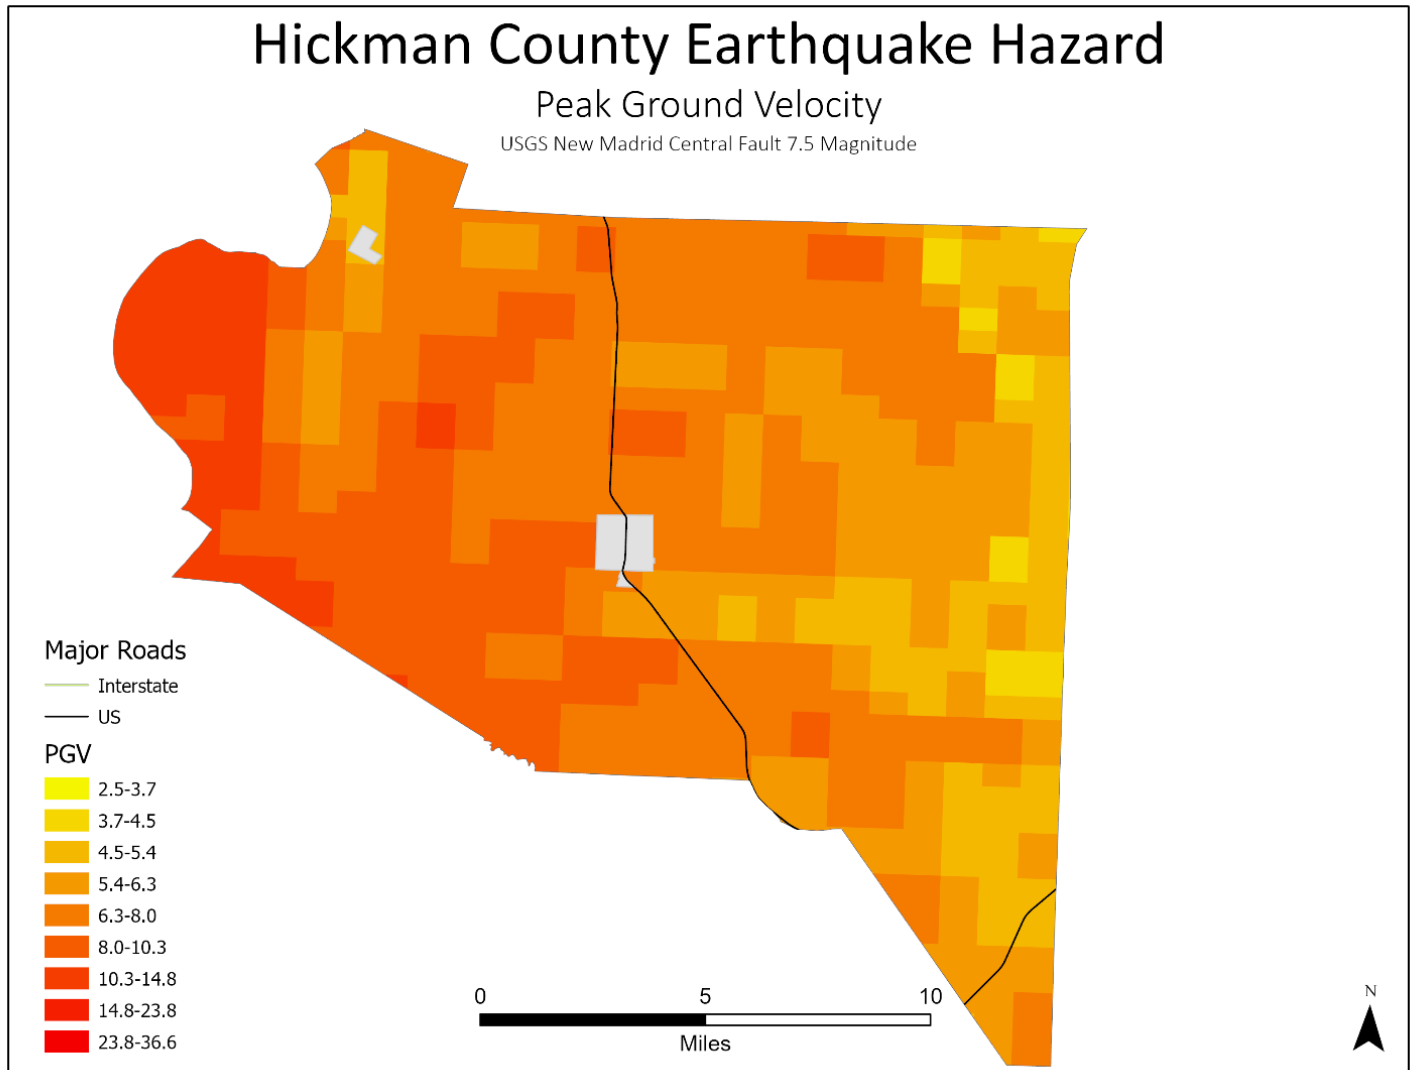 Hickman County Earthquake Hazard
Peak Ground Velocity
USGS New Madrid Central Fault 7.5 Magnitude
Major Roads
Interstate
US
PGV
2.5-3.7
3.7-4.5
4.5-5.4
5.4-6.3
6.3-8.0
8.0-10.3
10.3-14.8
14.8-23.8
23.8-36.6
0 5 10
Miles
N